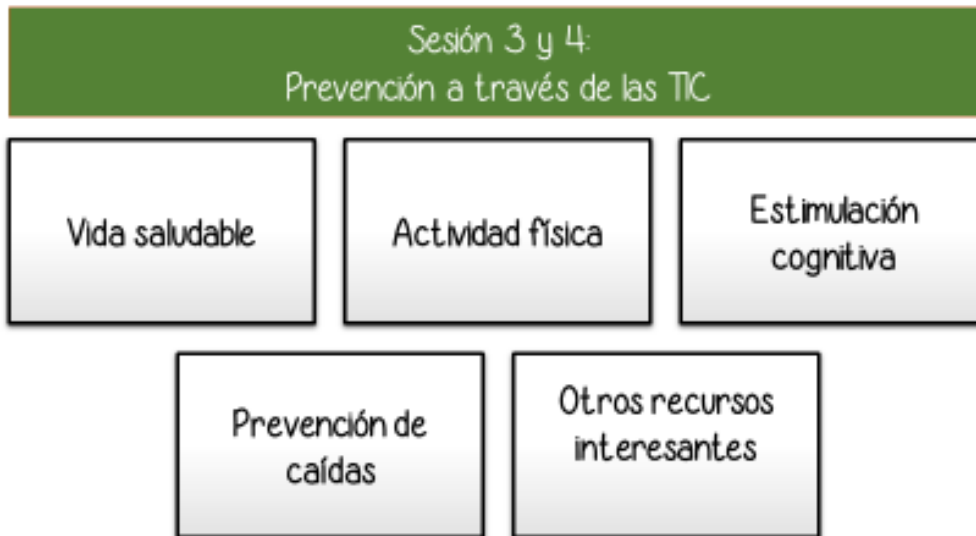 Sesión 3 y 4:
Prevención a través de las TIC
Vida saludable
Actividad física
Estimulación
cognitiva
Prevención de
caídas
Otros recursos
interesantes